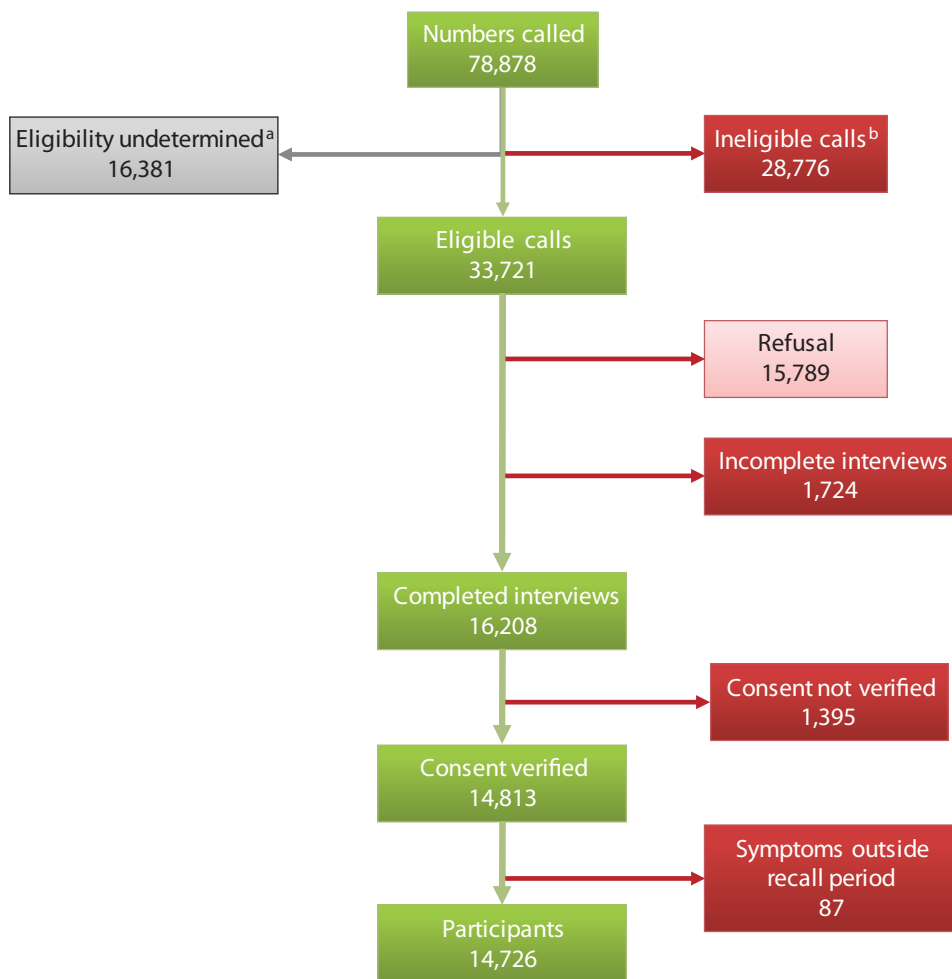 Numbers called
78,878
Eligibility undetermined a
16,381
Ineligible calls b
28,776
Eligible calls
33,721
Refusal
15,789
Incomplete interviews
1,724
Completed interviews
16,208
Consent not verified
1,395
Consent verified
14,813
Symptoms outside
recall period
87
Participants
14,726